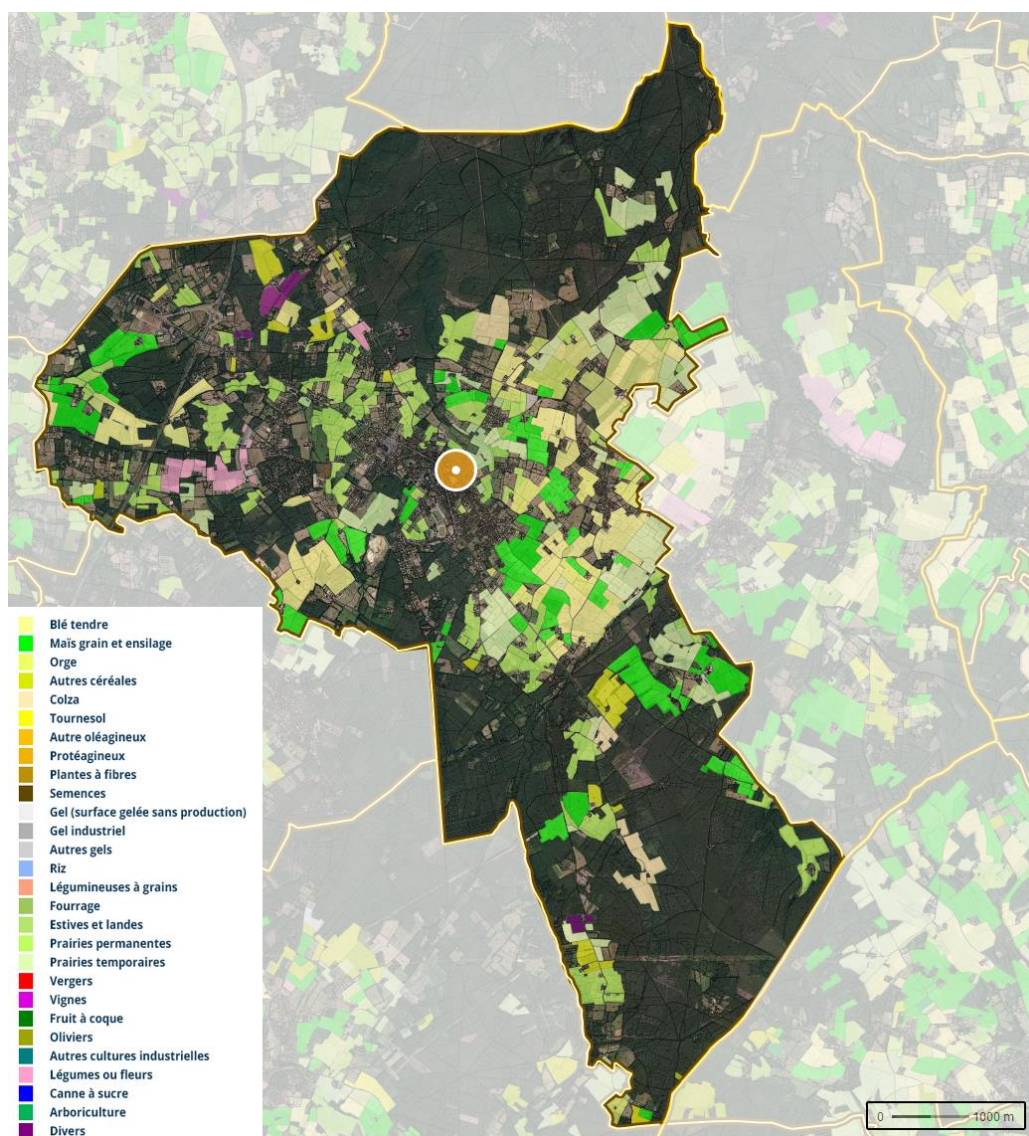 Blé tendre
Maïs grain et ensilage
Orge
Autres céréales
Colza
Tournesol
Autre oléagineux
Protéagineux
Plantes à fibres
Semences
Gel (surface gelée sans production)
Gel industriel
Autres gels
Riz
Légumineuses à grains
Fourrage
Estives et landes
Prairies permanentes
Prairies temporaires
Vergers
Vignes
Fruit à coque
Oliviers
Autres cultures industrielles
Légumes ou fleurs
Canne à sucre
Arboriculture
Divers
0 1000 m